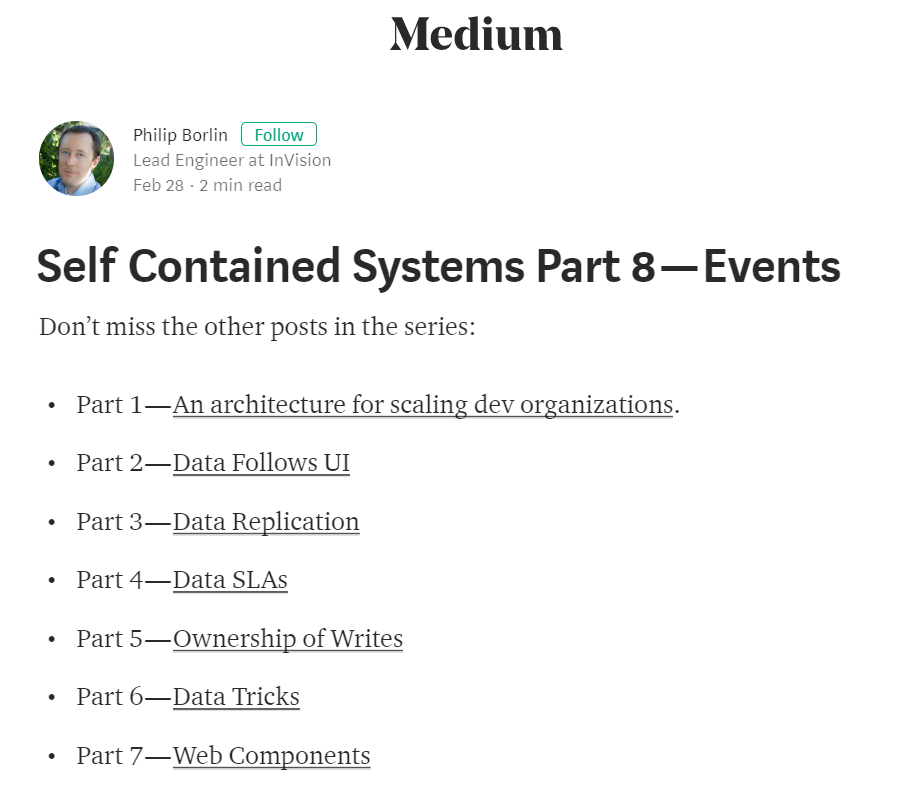 Medium
Philip Borlin Follow
Lead Engineer at InVision
Feb 28 · 2 min read
Self Contained Systems Part 8—Events
Don’t miss the other posts in the series:
• Part 1—An architecture for scaling dev organizations.
• Part 2—Data Follows UI
• Part 3—Data Replication
• Part 4—Data SLAs
• Part 5—Ownership of Writes
• Part 6—Data Tricks
• Part 7—Web Components